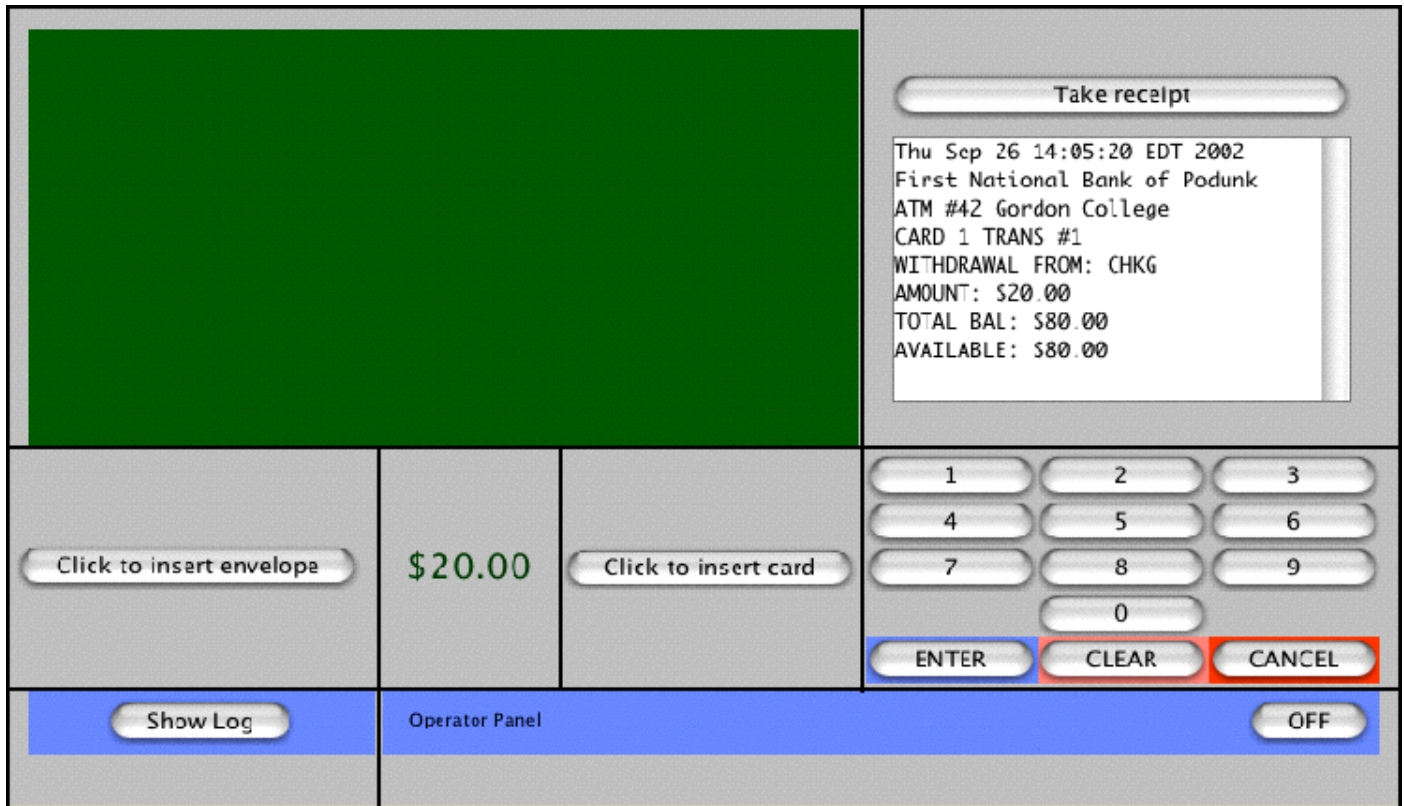 Take receipt
Thu Sep 26 14:05:20 EDT 2002
First National Bank of Podunk
ATM #42 Gordon College
CARD 1 TRANS #1
WITHDRAWAL FROM: CHKG
AMOUNT: $20.00
TOTAL BAL: $80.00
AVAILABLE: $80.00
Click to insert envelope
$20.00
Click to insert card
1 2 3
4 5 6
7 8 9
0
ENTER CLEAR CANCEL
Show Log
Operator Panel
OFF